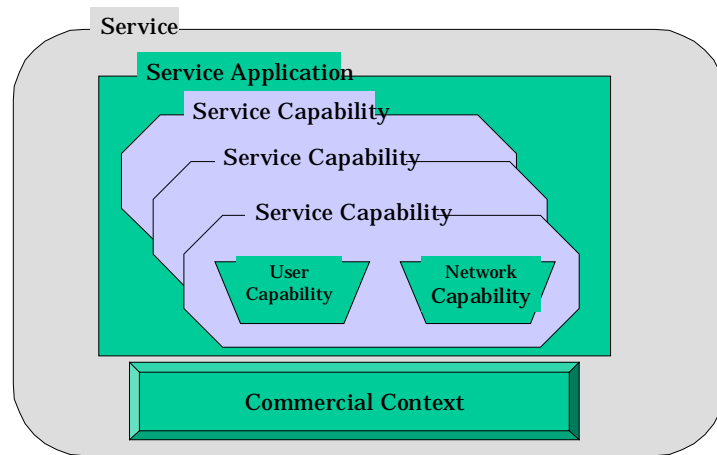 Service
Service Application
Service Capability
Service Capability
Service Capability
User
Capability
Network
Capability
Commercial Context